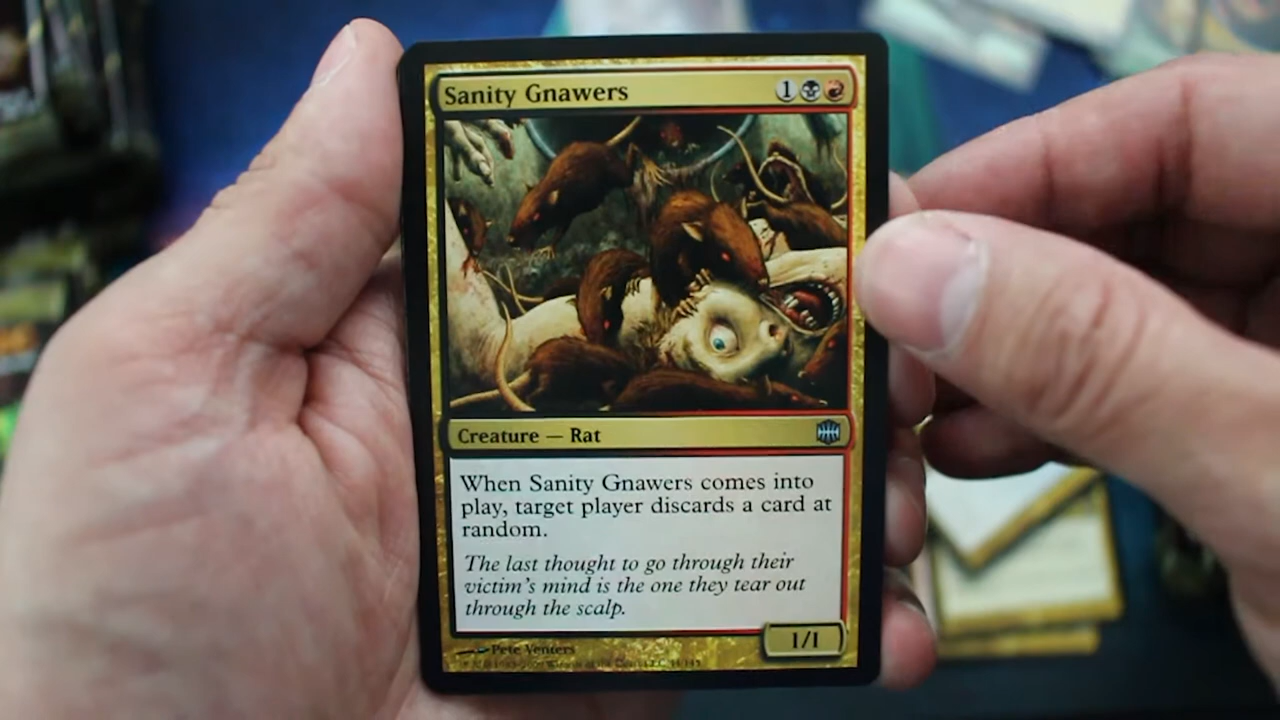 Sanity Gnawers 1
Creature — Rat
When Sanity Gnawers comes into
play, target player discards a card at
random.
The last thought to go through their
victim's mind is the one they tear out
through the scalp.
1/1
Pete Venters